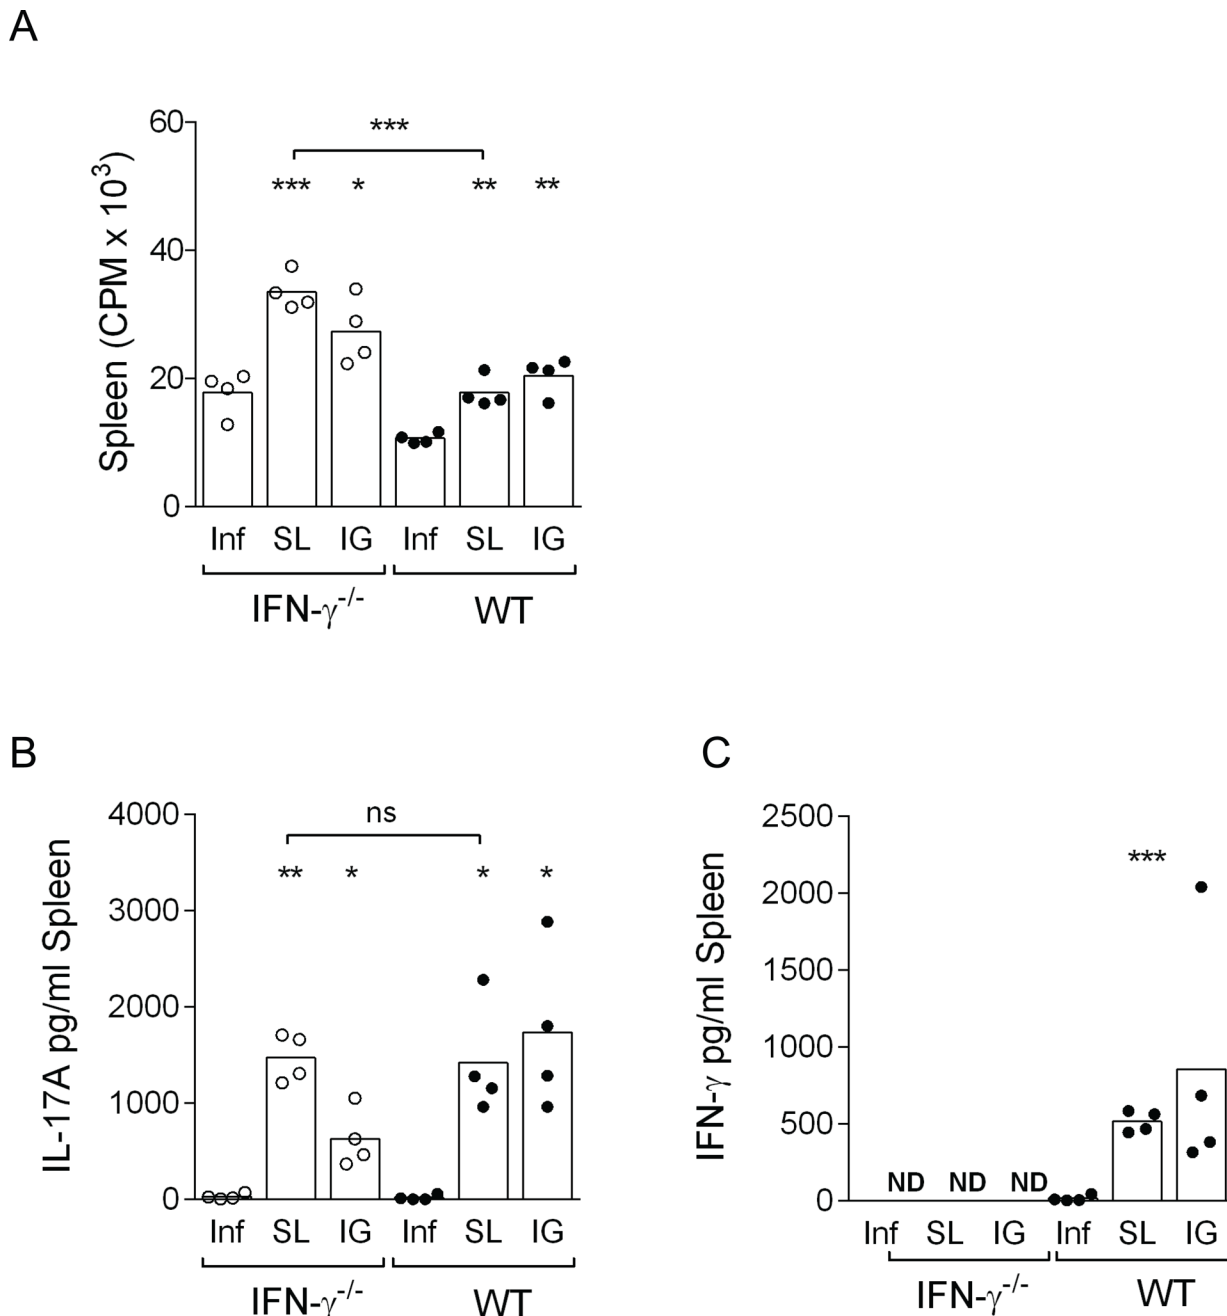 A
60
***
*** * ** **
40
20
0
Spleen (CPM x 10³)
Inf SL IG Inf SL IG
IFN-γ-/- WT
B
4000
ns
** * * *
3000
2000
1000
0
IL-17A pg/ml Spleen
Inf SL IG Inf SL IG
IFN-γ-/- WT
C
2500
***
2000
1500
1000
500
ND ND ND
0
IFN-γ pg/ml Spleen
Inf SL IG Inf SL IG
IFN-γ-/- WT